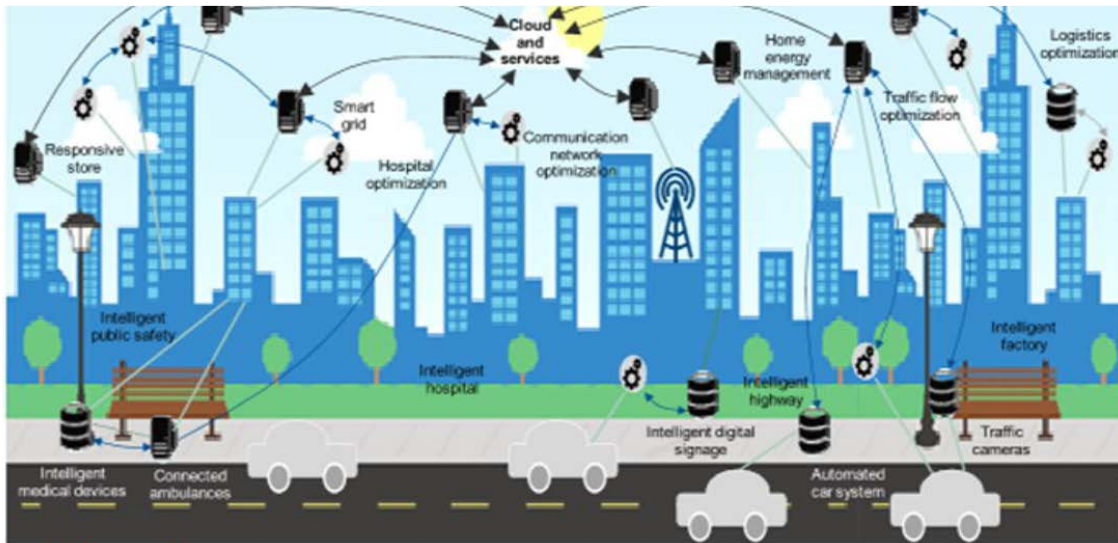 Cloud
and
services
Home
energy
management
Logistics
optimization
Smart
grid
Traffic flow
optimization
Responsive
store
Hospital
optimization
Communication
network
optimization
Intelligent
public safety
Intelligent
hospital
Intelligent
highway
Intelligent
factory
Intelligent digital
signage
Traffic
cameras
Intelligent
medical devices
Connected
ambulances
Automated
car system